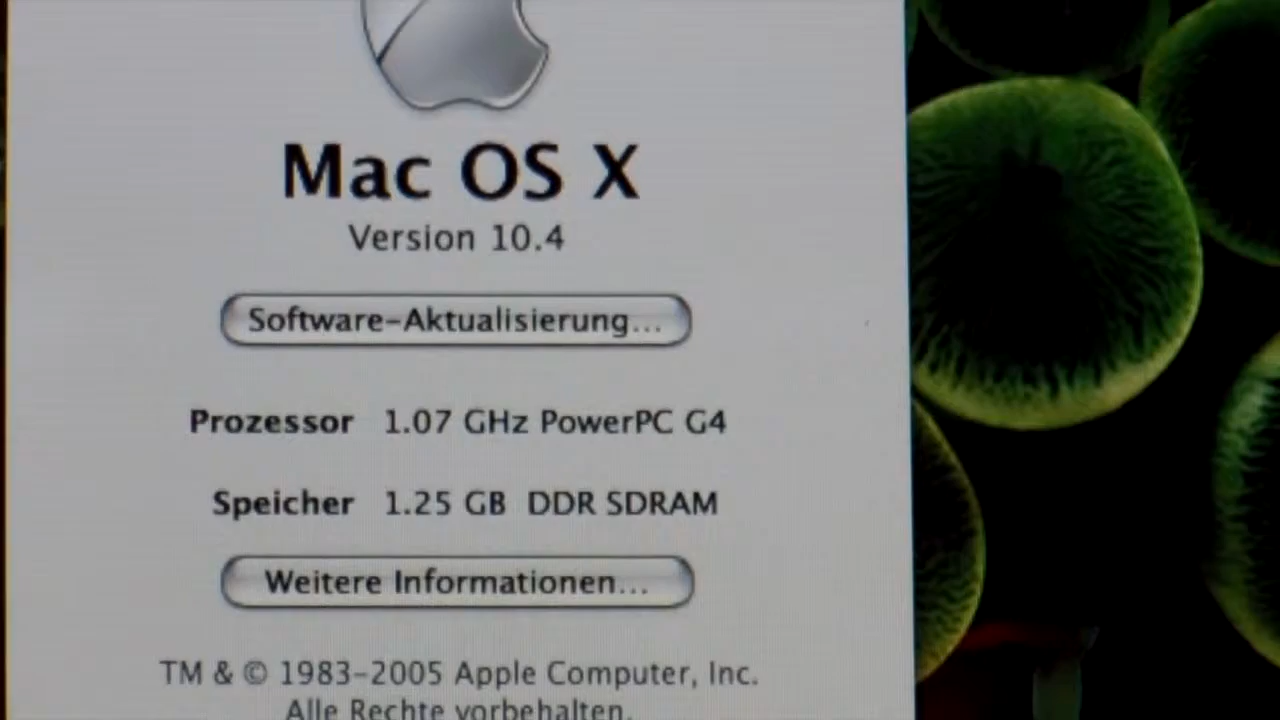 Mac OS X
Version 10.4
Software-Aktualisierung...
Prozessor 1.07 GHz PowerPC G4
Speicher 1.25 GB DDR SDRAM
Weitere Informationen...
TM & © 1983-2005 Apple Computer, Inc.
Alle Rechte vorbehalten.